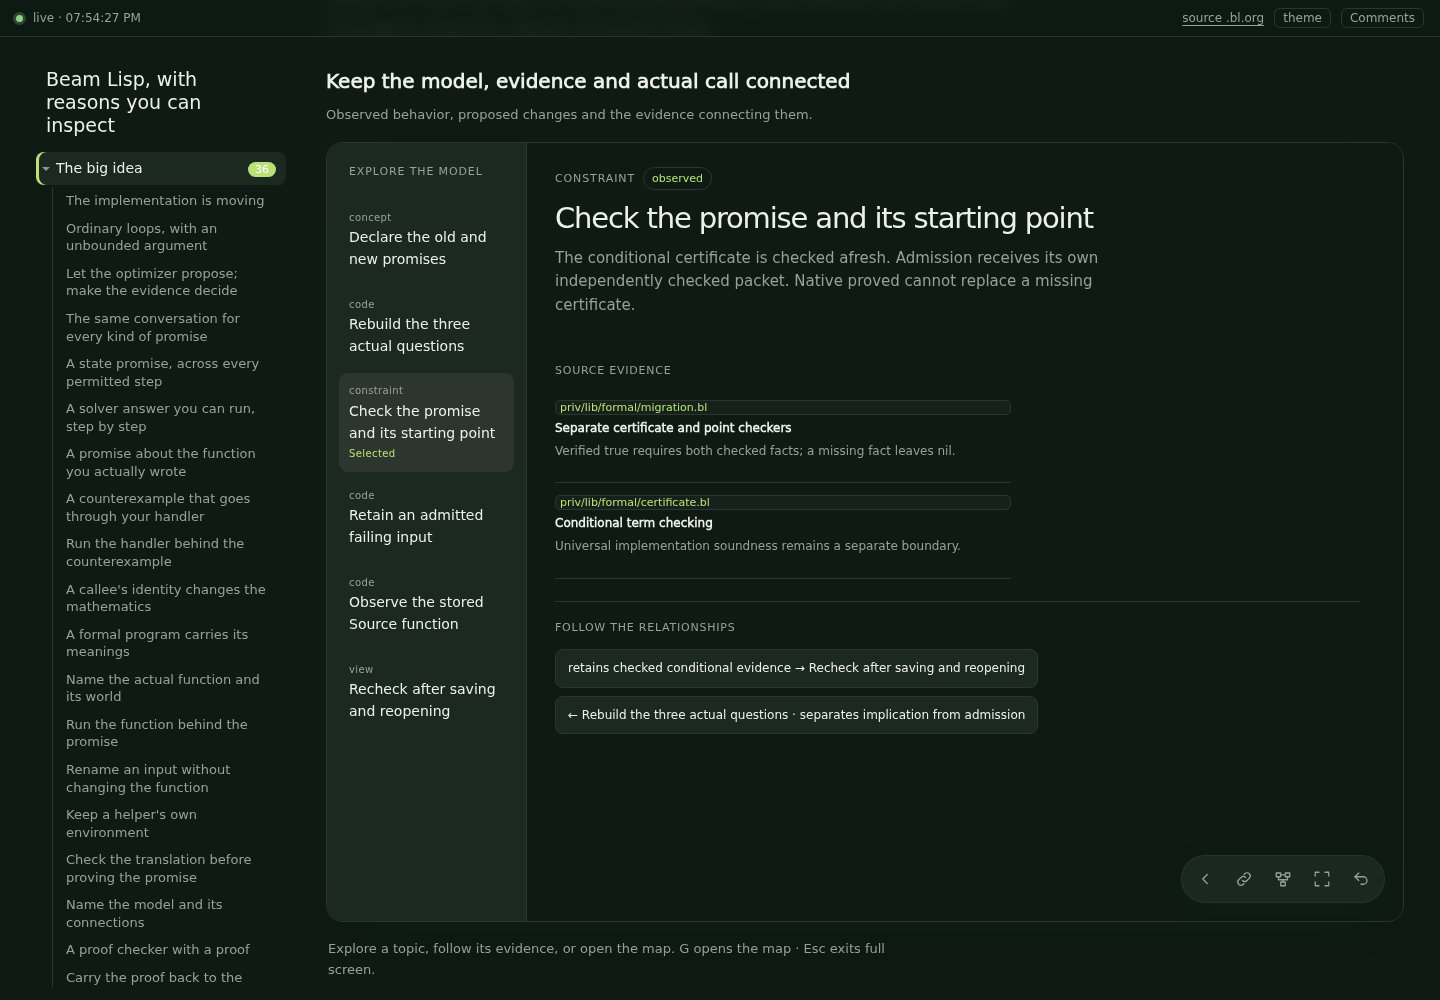 live · 07:54:27 PM
source .bl.org
theme
Comments
Beam Lisp, with
reasons you can
inspect
The big idea
36
The implementation is moving
Ordinary loops, with an
unbounded argument
Let the optimizer propose;
make the evidence decide
The same conversation for
every kind of promise
A state promise, across every
permitted step
A solver answer you can run,
step by step
A promise about the function
you actually wrote
A counterexample that goes
through your handler
Run the handler behind the
counterexample
A callee's identity changes the
mathematics
A formal program carries its
meanings
Name the actual function and
its world
Run the function behind the
promise
Rename an input without
changing the function
Keep a helper's own
environment
Check the translation before
proving the promise
Name the model and its
connections
A proof checker with a proof
Carry the proof back to the
Keep the model, evidence and actual call connected
Observed behavior, proposed changes and the evidence connecting them.
EXPLORE THE MODEL
concept
Declare the old and
new promises
code
Rebuild the three
actual questions
constraint
Check the promise
and its starting point
Selected
code
Retain an admitted
failing input
code
Observe the stored
Source function
view
Recheck after saving
and reopening
CONSTRAINT
observed
Check the promise and its starting point
The conditional certificate is checked afresh. Admission receives its own
independently checked packet. Native proved cannot replace a missing
certificate.
SOURCE EVIDENCE
priv/lib/formal/migration.bl
Separate certificate and point checkers
Verified true requires both checked facts; a missing fact leaves nil.
priv/lib/formal/certificate.bl
Conditional term checking
Universal implementation soundness remains a separate boundary.
FOLLOW THE RELATIONSHIPS
retains checked conditional evidence → Recheck after saving and reopening
← Rebuild the three actual questions · separates implication from admission
Explore a topic, follow its evidence, or open the map. G opens the map · Esc exits full
screen.